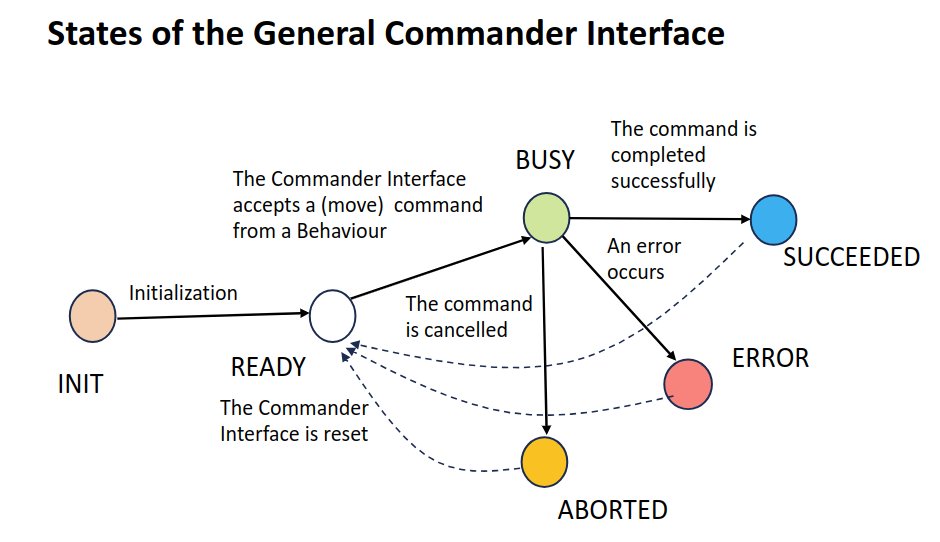 States of the General Commander Interface
The command is
completed
successfully
BUSY
The Commander Interface
accepts a (move)  command
from a Behaviour
An error
occurs
SUCCEEDED
Initialization
The command
is cancelled
READY
ERROR
INIT
The Commander
Interface is reset
ABORTED